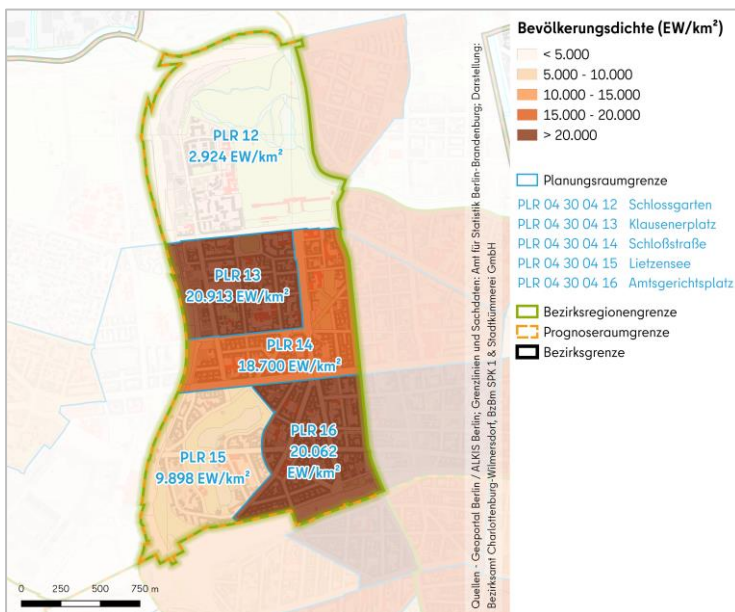 Bevölkerungsdichte (EW/km²)
< 5.000
5.000 - 10.000
10.000 - 15.000
15.000 - 20.000
> 20.000
Planungsraumgrenze
PLR 04 30 04 12 Schlossgarten
PLR 04 30 04 13 Klausenerplatz
PLR 04 30 04 14 Schloßstraße
PLR 04 30 04 15 Lietzensee
PLR 04 30 04 16 Amtsgerichtsplatz
Bezirksregionengrenze
Prognoseraumgrenze
Bezirksgrenze
PLR 12
2.924 EW/km²
PLR 13
20.913 EW/km²
PLR 14
18.700 EW/km²
PLR 15
9.898 EW/km²
PLR 16
20.062
EW/km²
0 250 500 750 m
Quellen - Geoportal Berlin / ALKIS Berlin; Grenzlinien und Sachdaten: Amt für Statistik Berlin-Brandenburg; Darstellung:
Bezirksamt Charlottenburg-Wilmersdorf, BzBm SPK 1 & Stadtkümmerei GmbH